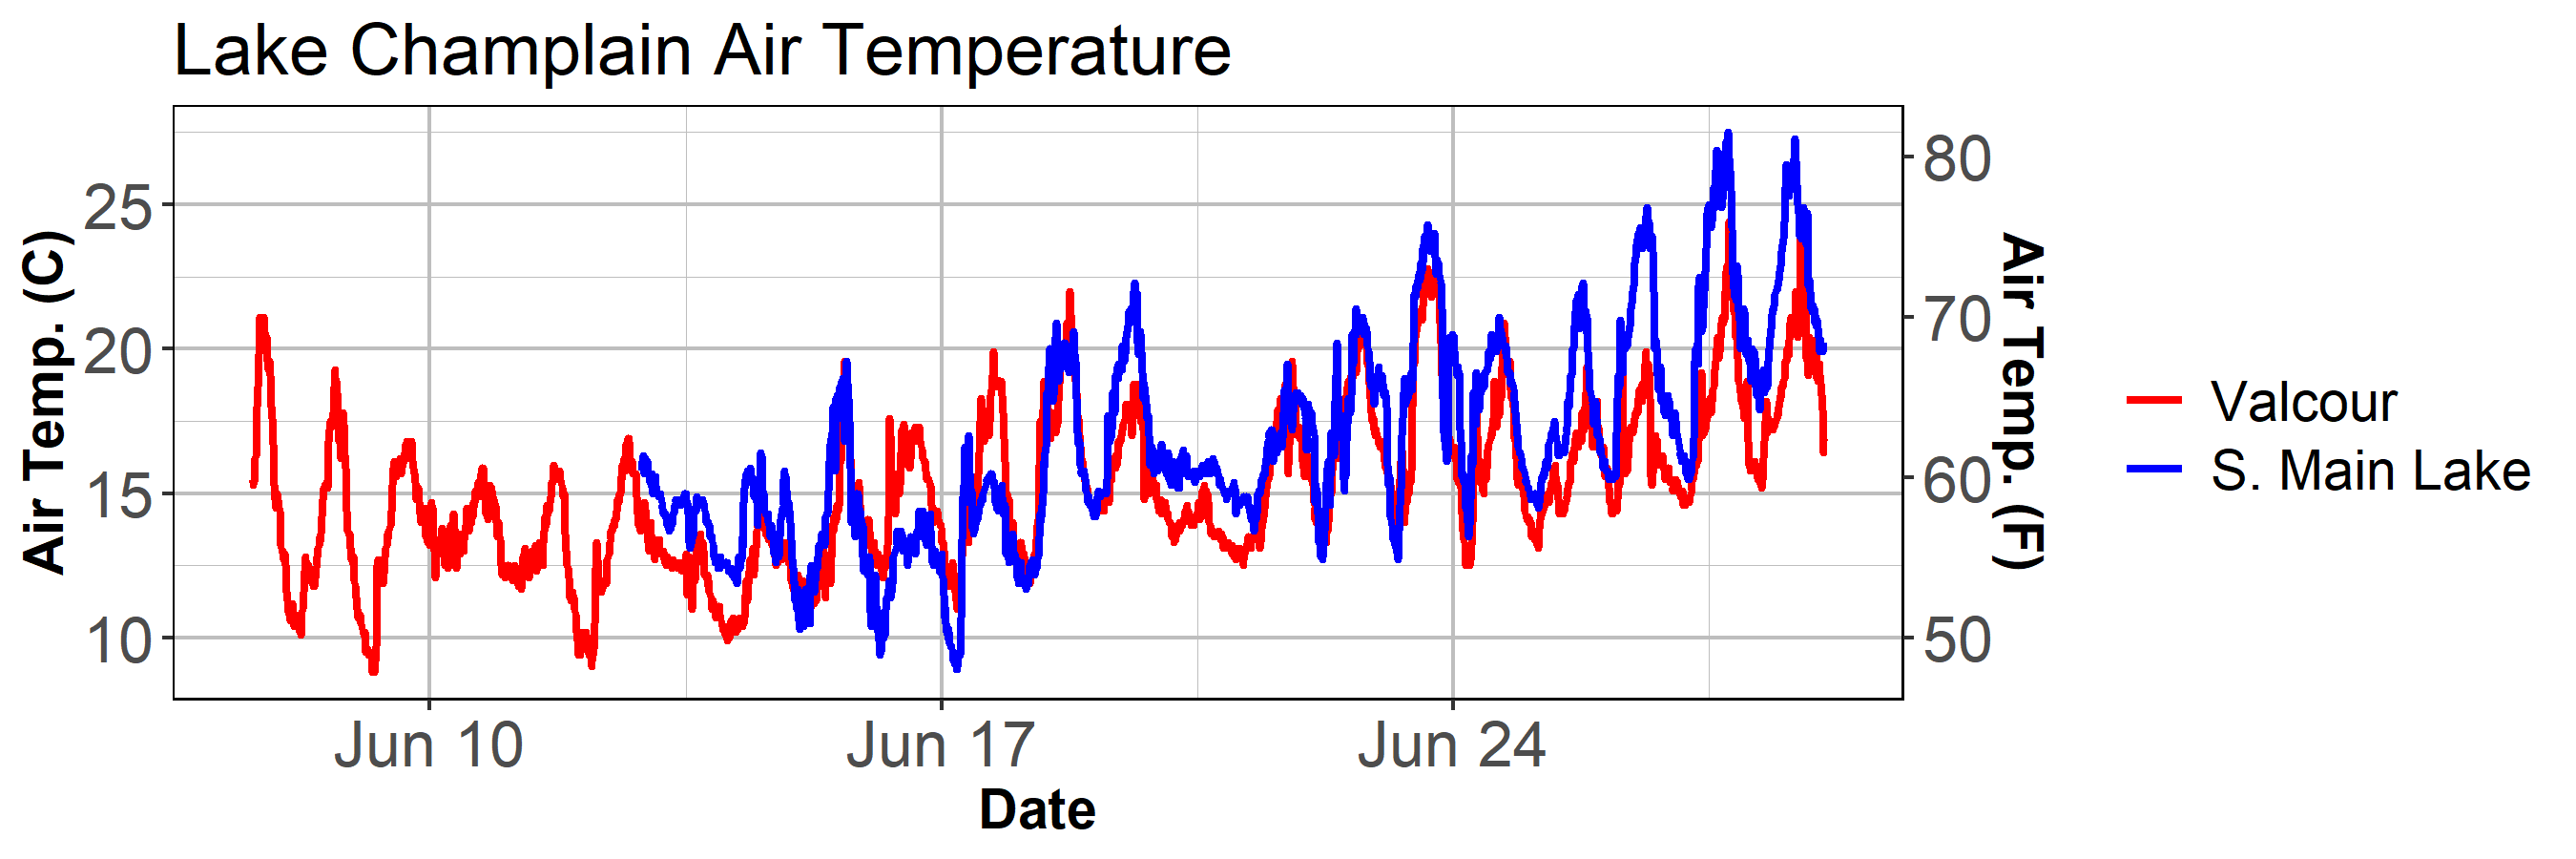 Lake Champlain Air Temperature
Air Temp. (C)
25
20
15
10
80
70
60
50
Air Temp. (F)
Jun 10
Jun 17
Jun 24
Date
Valcour
S. Main Lake